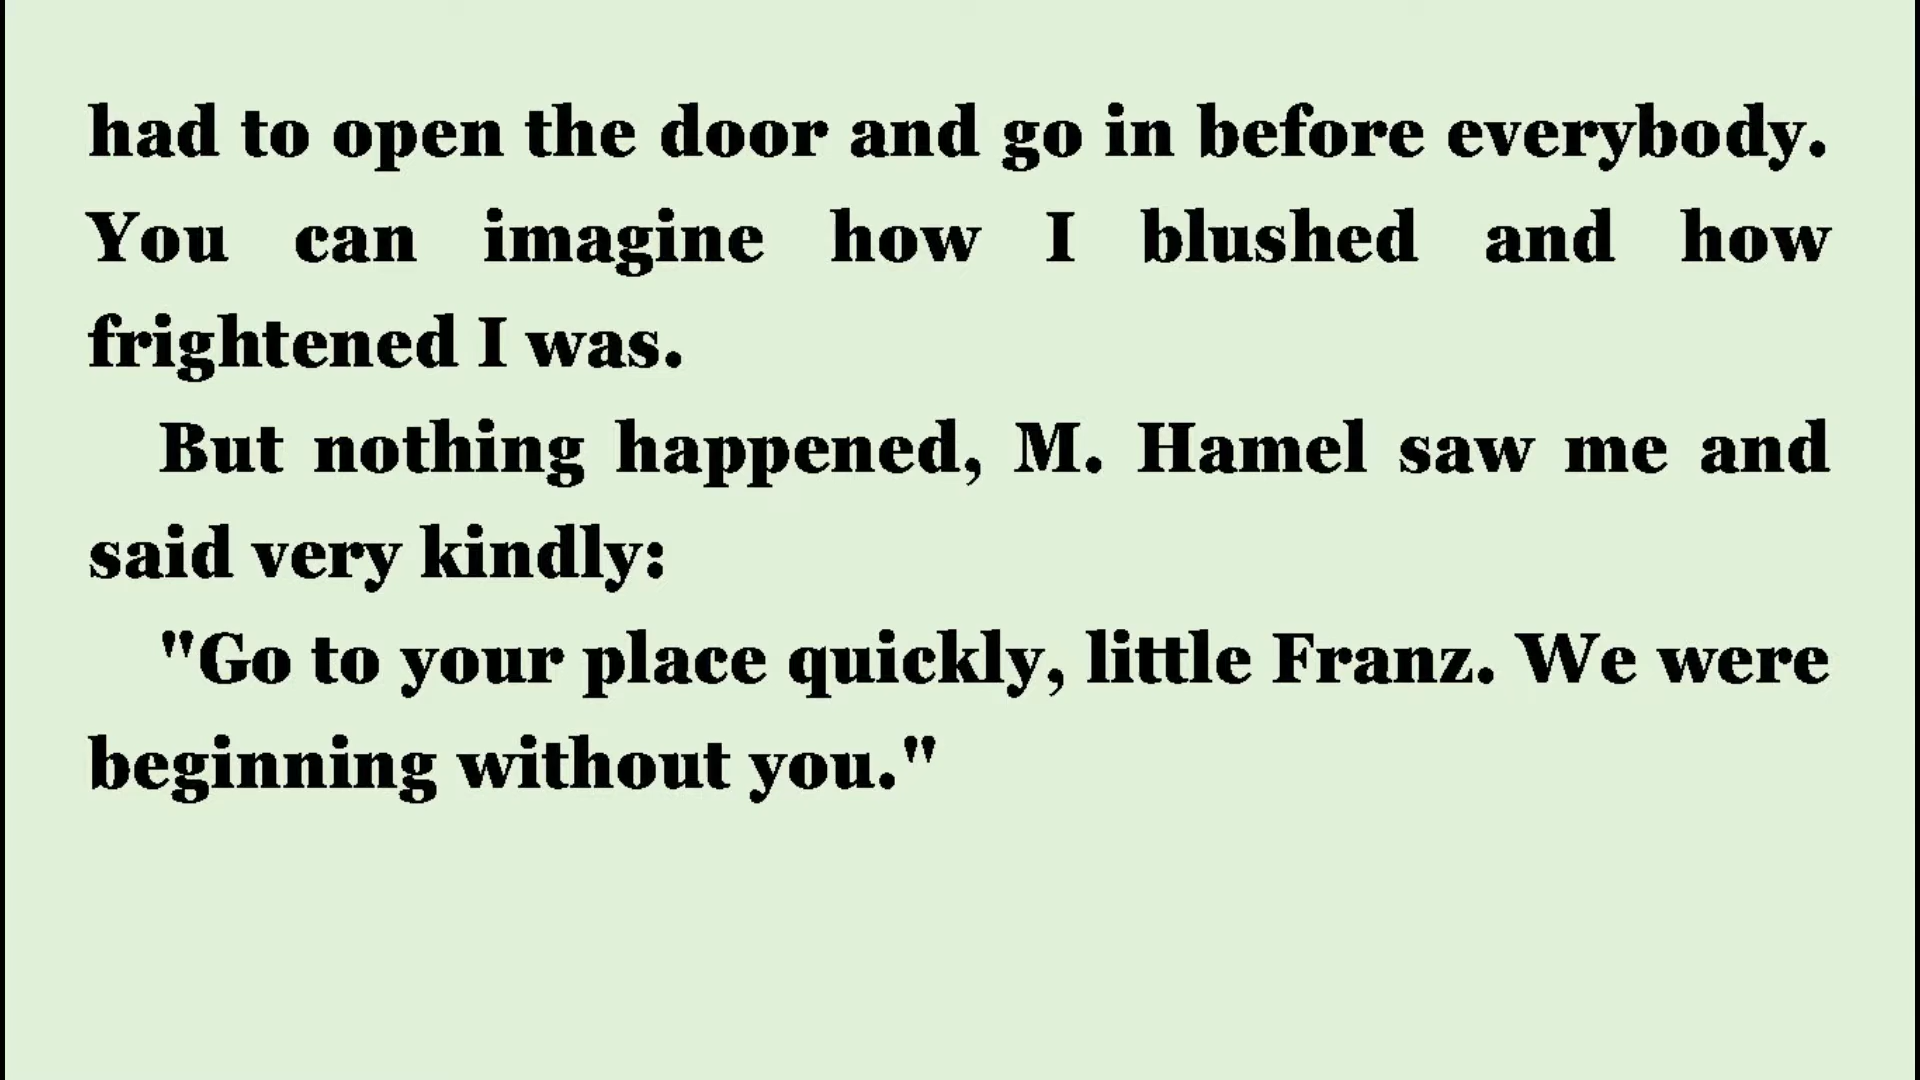 had to open the door and go in before everybody.
You can imagine how I blushed and how
frightened I was.
But nothing happened, M. Hamel saw me and
said very kindly:
"Go to your place quickly, little Franz. We were
beginning without you."